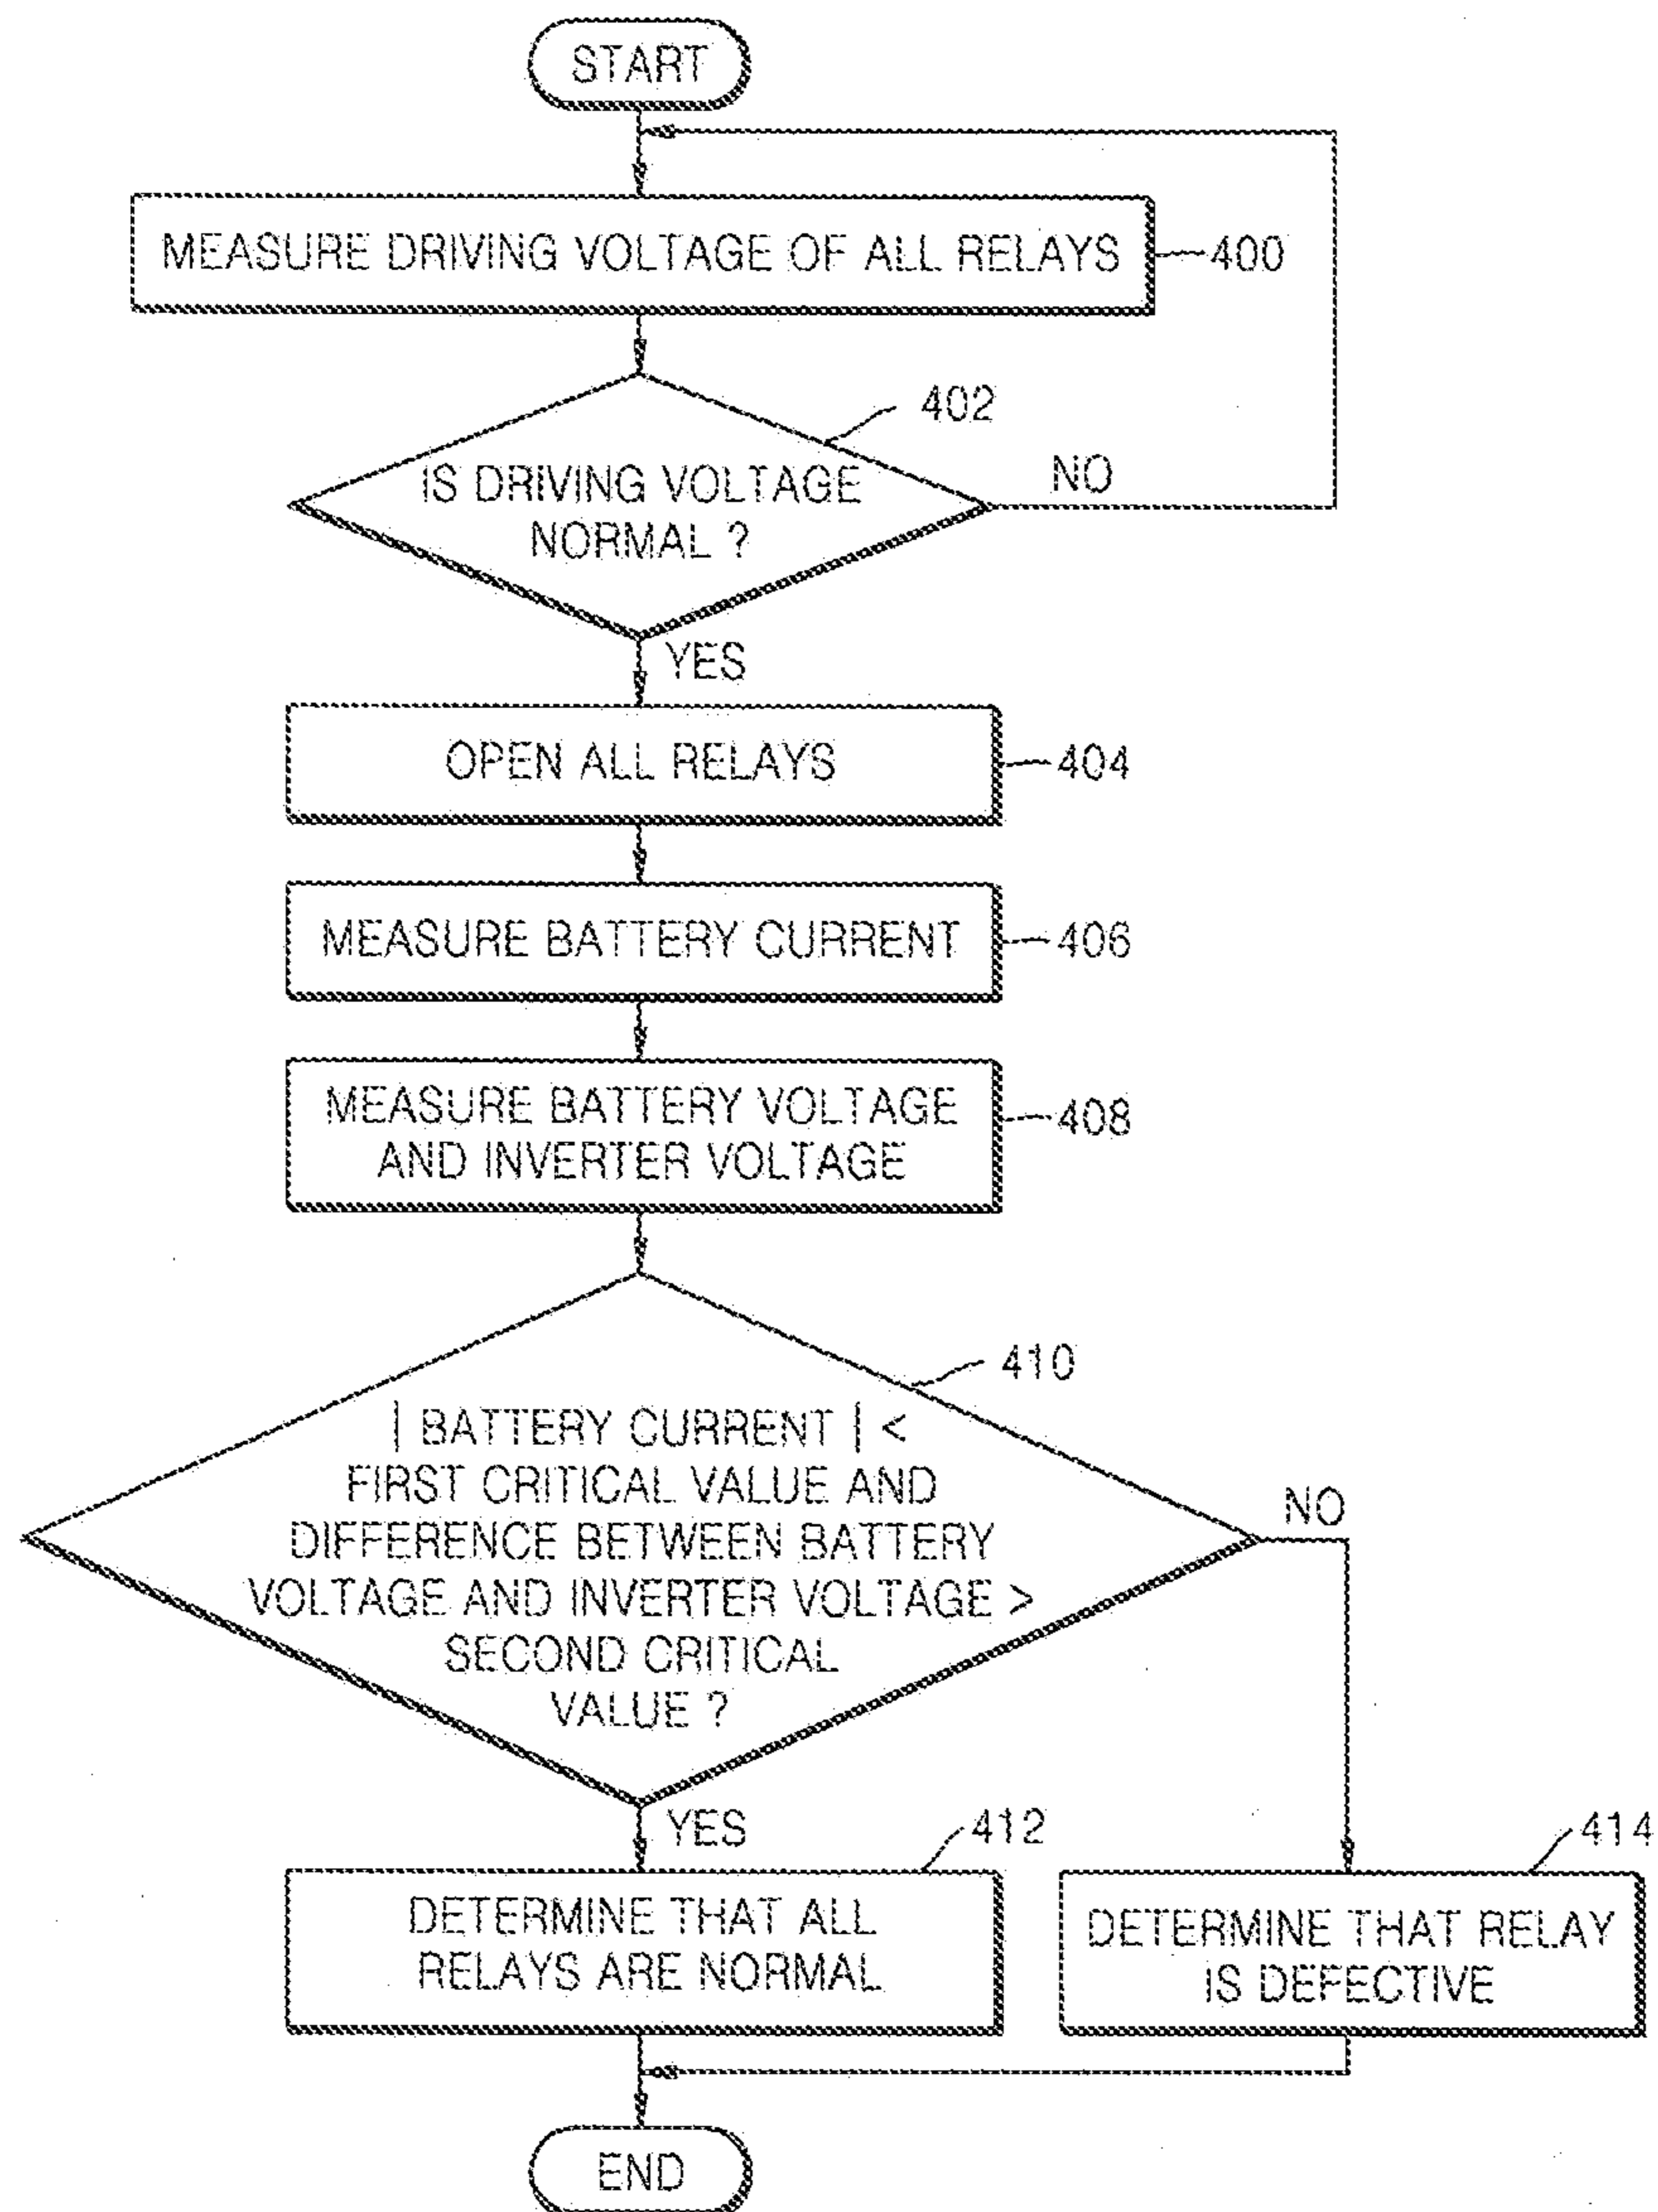 START
MEASURE DRIVING VOLTAGE OF ALL RELAYS
400
402
IS DRIVING VOLTAGE
NORMAL ?
NO
YES
OPEN ALL RELAYS
404
MEASURE BATTERY CURRENT
406
MEASURE BATTERY VOLTAGE
AND INVERTER VOLTAGE
408
410
| BATTERY CURRENT | <
FIRST CRITICAL VALUE AND
DIFFERENCE BETWEEN BATTERY
VOLTAGE AND INVERTER VOLTAGE >
SECOND CRITICAL
VALUE ?
NO
YES
412
DETERMINE THAT ALL
RELAYS ARE NORMAL
414
DETERMINE THAT RELAY
IS DEFECTIVE
END